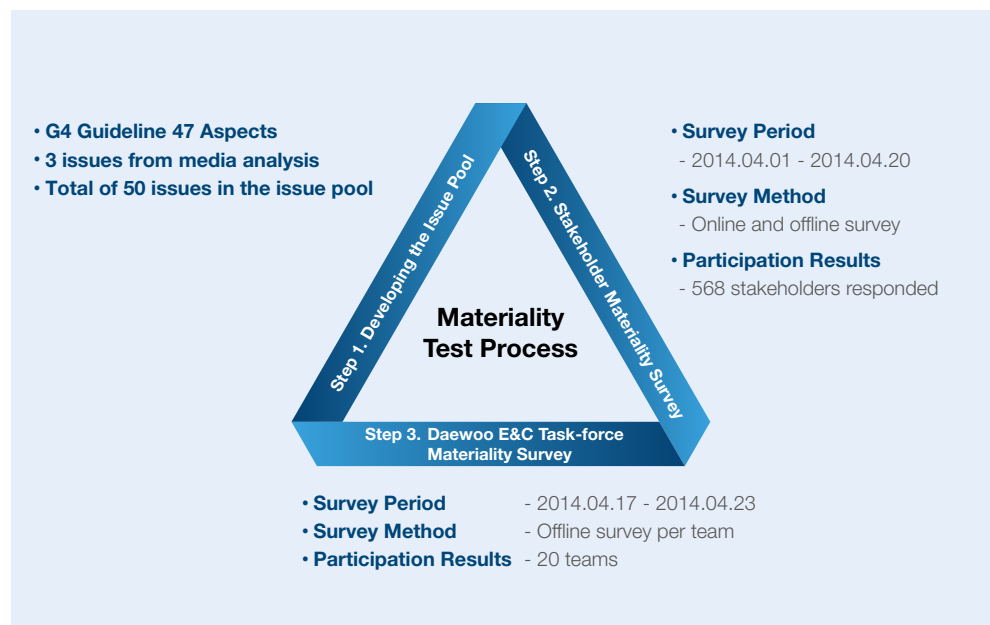 • G4 Guideline 47 Aspects
• 3 issues from media analysis
• Total of 50 issues in the issue pool
Step 1. Developing the Issue Pool
Step 2. Stakeholder Materiality Survey
• Survey Period
- 2014.04.01 - 2014.04.20
• Survey Method
- Online and offline survey
• Participation Results
- 568 stakeholders responded
Materiality
Test Process
Step 3. Daewoo E&C Task-force
Materiality Survey
• Survey Period - 2014.04.17 - 2014.04.23
• Survey Method - Offline survey per team
• Participation Results - 20 teams